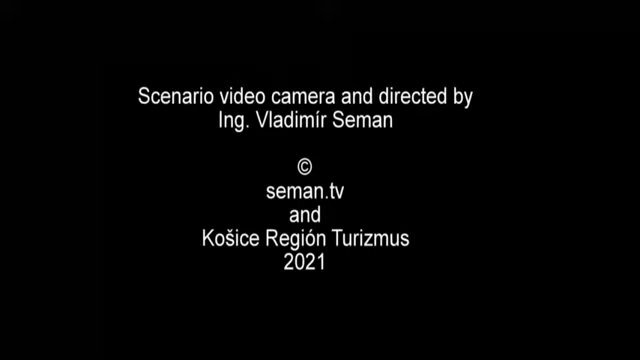 Scenario video camera and directed by
Ing. Vladimír Seman
©
seman.tv
and
Košice Región Turizmus
2021